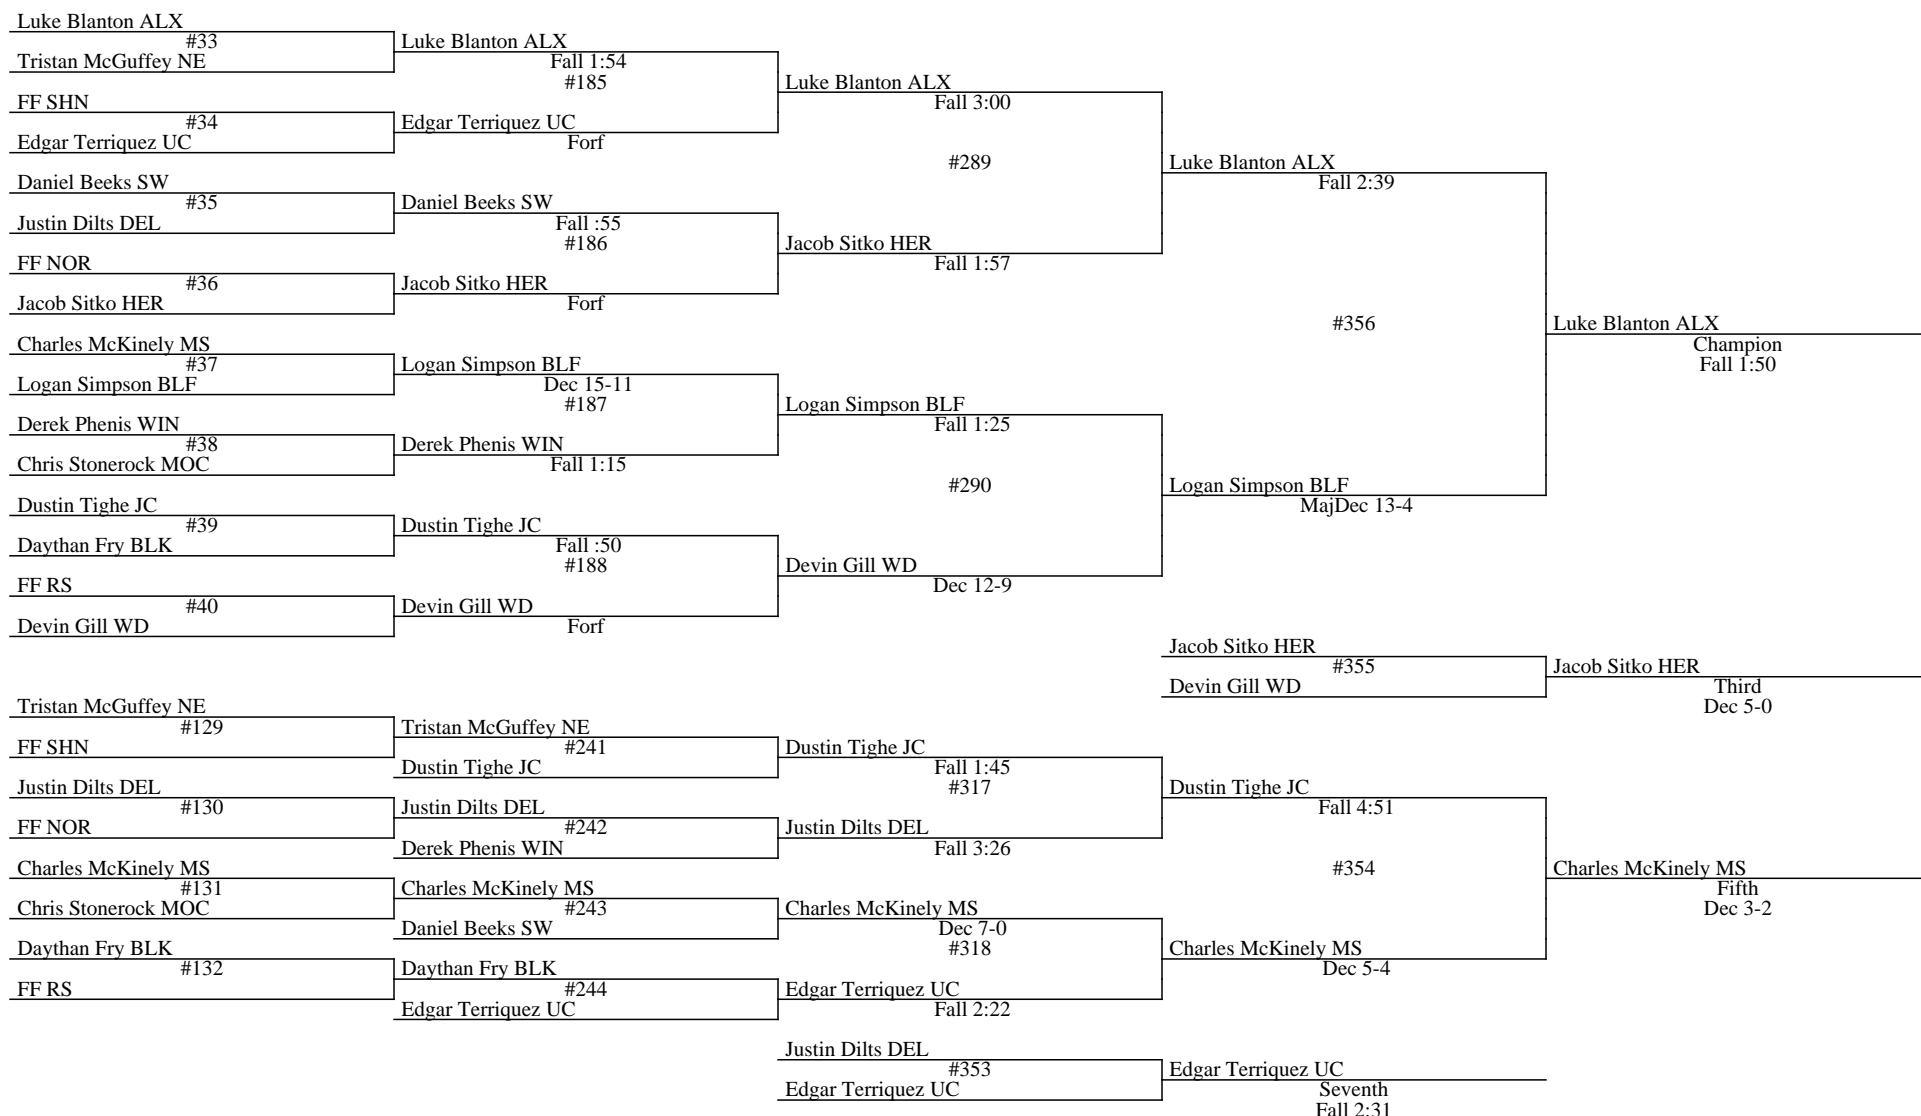 Luke Blanton ALX
#33
Tristan McGuffey NE
FF SHN
#34
Edgar Terriquez UC
Daniel Beeks SW
#35
Justin Dilts DEL
FF NOR
#36
Jacob Sitko HER
Charles McKinely MS
#37
Logan Simpson BLF
Derek Phenis WIN
#38
Chris Stonerock MOC
Dustin Tighe JC
#39
Daythan Fry BLK
FF RS
#40
Devin Gill WD
Luke Blanton ALX
Fall 1:54
#185
Edgar Terriquez UC
Forf
Daniel Beeks SW
Fall :55
#186
Jacob Sitko HER
Forf
Logan Simpson BLF
Dec 15-11
#187
Derek Phenis WIN
Fall 1:15
Dustin Tighe JC
Fall :50
#188
Devin Gill WD
Forf
Luke Blanton ALX
Fall 3:00
#289
Jacob Sitko HER
Fall 1:57
Logan Simpson BLF
Fall 1:25
#290
Devin Gill WD
Dec 12-9
Luke Blanton ALX
Fall 2:39
#356
Logan Simpson BLF
MajDec 13-4
Luke Blanton ALX
Champion
Fall 1:50
Jacob Sitko HER
#355
Devin Gill WD
Jacob Sitko HER
Third
Dec 5-0
Tristan McGuffey NE
#129
FF SHN
Justin Dilts DEL
#130
FF NOR
Charles McKinely MS
#131
Chris Stonerock MOC
Daythan Fry BLK
#132
FF RS
Tristan McGuffey NE
#241
Dustin Tighe JC
Justin Dilts DEL
#242
Derek Phenis WIN
Charles McKinely MS
#243
Daniel Beeks SW
Daythan Fry BLK
#244
Edgar Terriquez UC
Dustin Tighe JC
Fall 1:45
#317
Justin Dilts DEL
Fall 3:26
Charles McKinely MS
Dec 7-0
#318
Edgar Terriquez UC
Fall 2:22
Dustin Tighe JC
Fall 4:51
#354
Charles McKinely MS
Dec 5-4
Charles McKinely MS
Fifth
Dec 3-2
Justin Dilts DEL
#353
Edgar Terriquez UC
Edgar Terriquez UC
Seventh
Fall 2:31